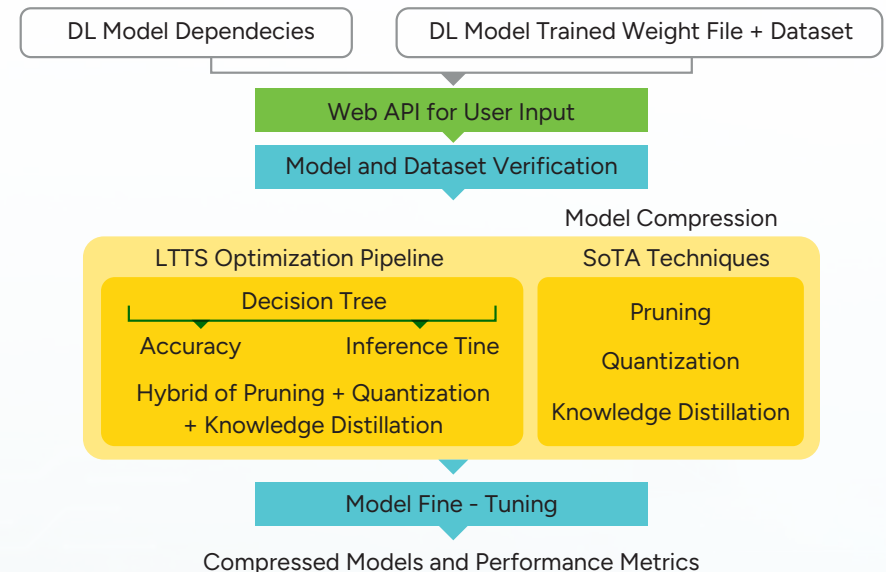 DL Model Dependecies
DL Model Trained Weight File + Dataset
Web API for User Input
Model and Dataset Verification
Model Compression
LTTS Optimization Pipeline
Decision Tree
Accuracy
Inference Tine
Hybrid of Pruning + Quantization
+ Knowledge Distillation
SoTA Techniques
Pruning
Quantization
Knowledge Distillation
Model Fine - Tuning
Compressed Models and Performance Metrics